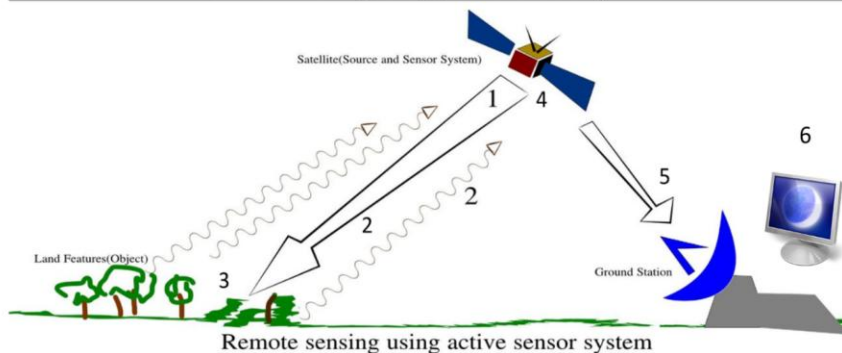 Satellite(Source and Sensor System)
1
4
6
5
2
2
Land Features(Object)
3
Ground Station
Remote sensing using active sensor system